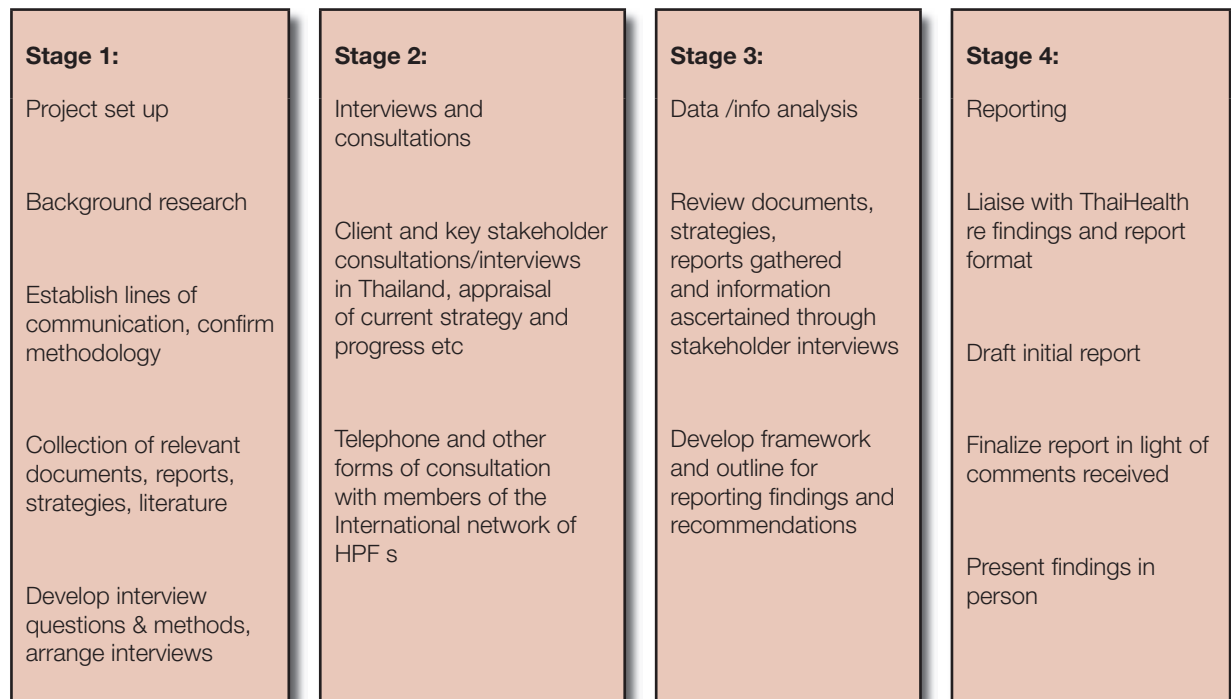 Stage 1:
Project set up
Background research
Establish lines of
communication, confirm
methodology
Collection of relevant
documents, reports,
strategies, literature
Develop interview
questions & methods,
arrange interviews
Stage 2:
Interviews and
consultations
Client and key stakeholder
consultations/interviews
in Thailand, appraisal
of current strategy and
progress etc
Telephone and other
forms of consultation
with members of the
International network of
HPF s
Stage 3:
Data /info analysis
Review documents,
strategies,
reports gathered
and information
ascertained through
stakeholder interviews
Develop framework
and outline for
reporting findings and
recommendations
Stage 4:
Reporting
Liaise with ThaiHealth
re findings and report
format
Draft initial report
Finalize report in light of
comments received
Present findings in
person